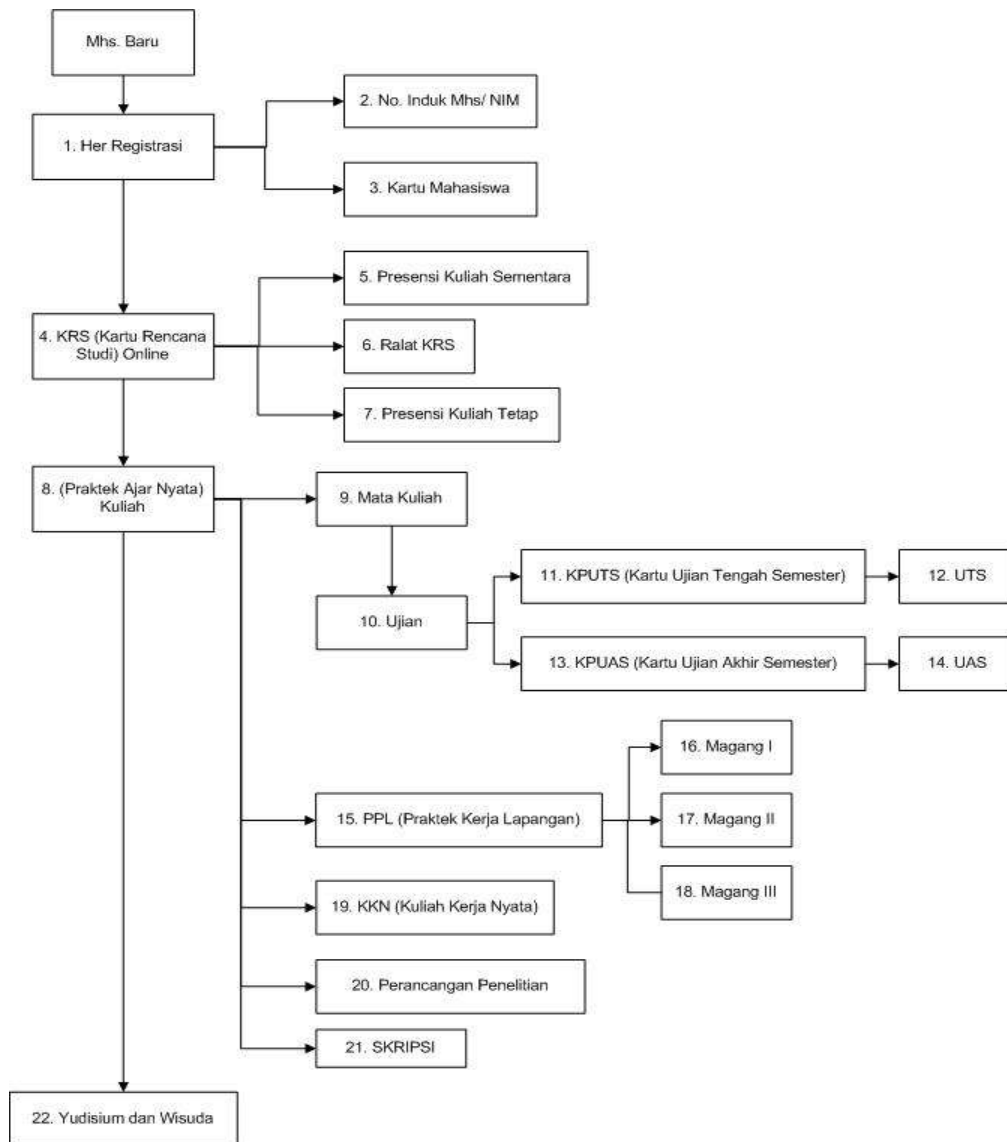 Mhs. Baru
2. No. Induk Mhs/ NIM
1. Her Registrasi
3. Kartu Mahasiswa
5. Presensi Kuliah Sementara
4. KRS (Kartu Rencana
Studi) Online
6. Ralat KRS
7. Presensi Kuliah Tetap
8. (Praktek Ajar Nyata)
Kuliah
9. Mata Kuliah
10. Ujian
11. KPUTS (Kartu Ujian Tengah Semester)
12. UTS
13. KPUAS (Kartu Ujian Akhir Semester)
14. UAS
15. PPL (Praktek Kerja Lapangan)
16. Magang I
17. Magang II
18. Magang III
19. KKN (Kuliah Kerja Nyata)
20. Perancangan Penelitian
21. SKRIPSI
22. Yudisium dan Wisuda